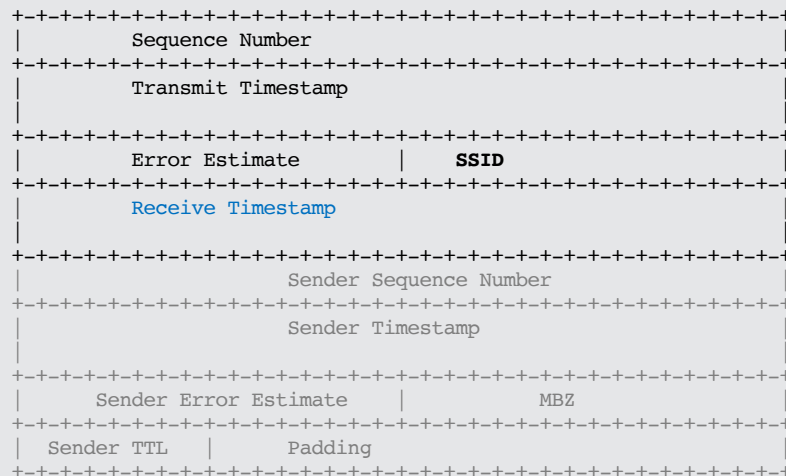 +-+-+-+-+-+-+-+-+-+-+-+-+-+-+-+-+-+-+-+-+-+-+-+-+-+-+-+-+-+-+-+-+
|         Sequence Number                                       |
+-+-+-+-+-+-+-+-+-+-+-+-+-+-+-+-+-+-+-+-+-+-+-+-+-+-+-+-+-+-+-+-+
|         Transmit Timestamp                                    |
|                                                               |
+-+-+-+-+-+-+-+-+-+-+-+-+-+-+-+-+-+-+-+-+-+-+-+-+-+-+-+-+-+-+-+-+
|         Error Estimate        |    SSID                       |
+-+-+-+-+-+-+-+-+-+-+-+-+-+-+-+-+-+-+-+-+-+-+-+-+-+-+-+-+-+-+-+-+
|         Receive Timestamp                                     |
|                                                               |
+-+-+-+-+-+-+-+-+-+-+-+-+-+-+-+-+-+-+-+-+-+-+-+-+-+-+-+-+-+-+-+-+
|                      Sender Sequence Number                   |
+-+-+-+-+-+-+-+-+-+-+-+-+-+-+-+-+-+-+-+-+-+-+-+-+-+-+-+-+-+-+-+-+
|                      Sender Timestamp                         |
|                                                               |
+-+-+-+-+-+-+-+-+-+-+-+-+-+-+-+-+-+-+-+-+-+-+-+-+-+-+-+-+-+-+-+-+
|      Sender Error Estimate    |           MBZ                 |
+-+-+-+-+-+-+-+-+-+-+-+-+-+-+-+-+-+-+-+-+-+-+-+-+-+-+-+-+-+-+-+-+
|  Sender TTL   |      Padding                                  |
+-+-+-+-+-+-+-+-+-+-+-+-+-+-+-+-+-+-+-+-+-+-+-+-+-+-+-+-+-+-+-+-+